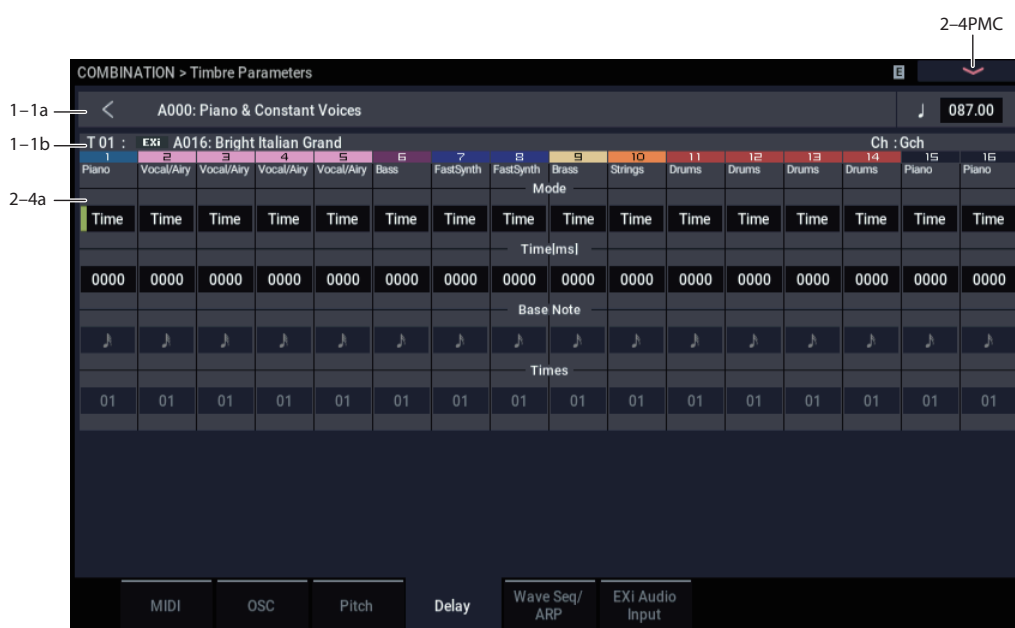 2–4PMC
COMBINATION > Timbre Parameters
E
1–1a
A000: Piano & Constant Voices
♩ 087.00
1–1b
T 01 : EXi A016: Bright Italian Grand Ch : Gch
1 2 3 4 5 6 7 8 9 10 11 12 13 14 15 16
Piano Vocal/Airy Vocal/Airy Vocal/Airy Vocal/Airy Bass FastSynth FastSynth Brass Strings Drums Drums Drums Drums Piano Piano
2–4a
Mode
Time Time Time Time Time Time Time Time Time Time Time Time Time Time Time Time
Time[ms]
0000 0000 0000 0000 0000 0000 0000 0000 0000 0000 0000 0000 0000 0000 0000 0000
Base Note
Times
01 01 01 01 01 01 01 01 01 01 01 01 01 01 01 01
MIDI OSC Pitch Delay Wave Seq/ EXi Audio
ARP Input